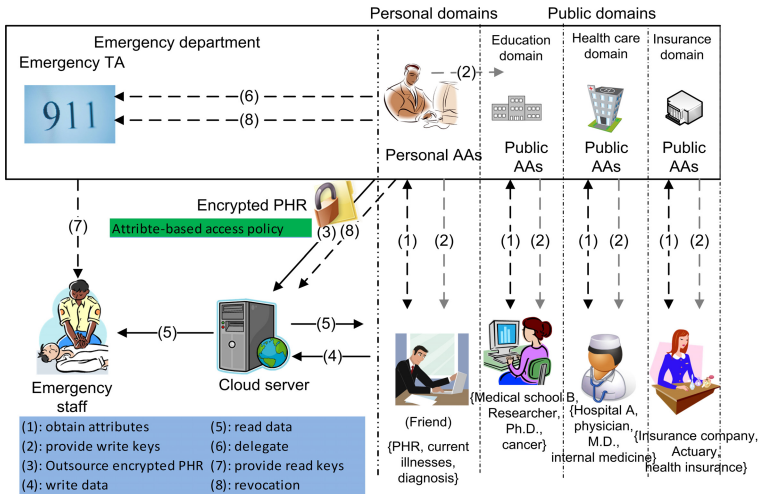 Personal domains
Public domains
Emergency department
Emergency TA
Education
domain
Health care
domain
Insurance
domain
911
(2)
(6)
(8)
Personal AAs
Public
AAs
Public
AAs
Public
AAs
Encrypted PHR
Attribte-based access policy
(3)
(8)
(7)
(1)
(2)
(1)
(2)
(1)
(2)
(1)
(2)
(5)
(5)
(4)
Emergency
staff
Cloud server
(Friend)
{PHR, current
illnesses,
diagnosis}
{Medical school B,
Researcher,
Ph.D.,
cancer}
{Hospital A,
physician,
M.D.,
internal medicine}
{Insurance company,
Actuary,
health insurance}
(1): obtain attributes
(2): provide write keys
(3): Outsource encrypted PHR
(4): write data
(5): read data
(6): delegate
(7): provide read keys
(8): revocation